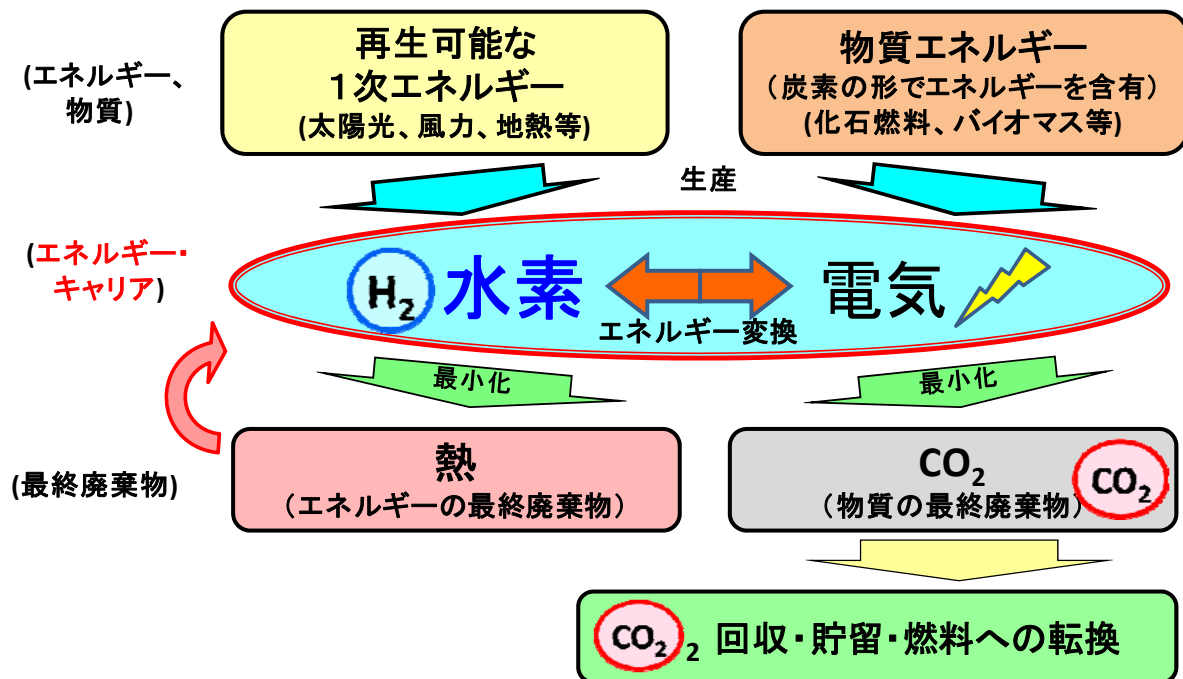 再生可能な
1次エネルギー
(太陽光、風力、地熱等)
物質エネルギー
(炭素の形でエネルギーを含有)
(化石燃料、バイオマス等)
(エネルギー、
物質)
生産
(エネルギー・
キャリア)
H2 水素
電気
エネルギー変換
最小化
最小化
(最終廃棄物)
熱
(エネルギーの最終廃棄物)
CO2
(物質の最終廃棄物)
CO2
CO2 2 回収・貯留・燃料への転換